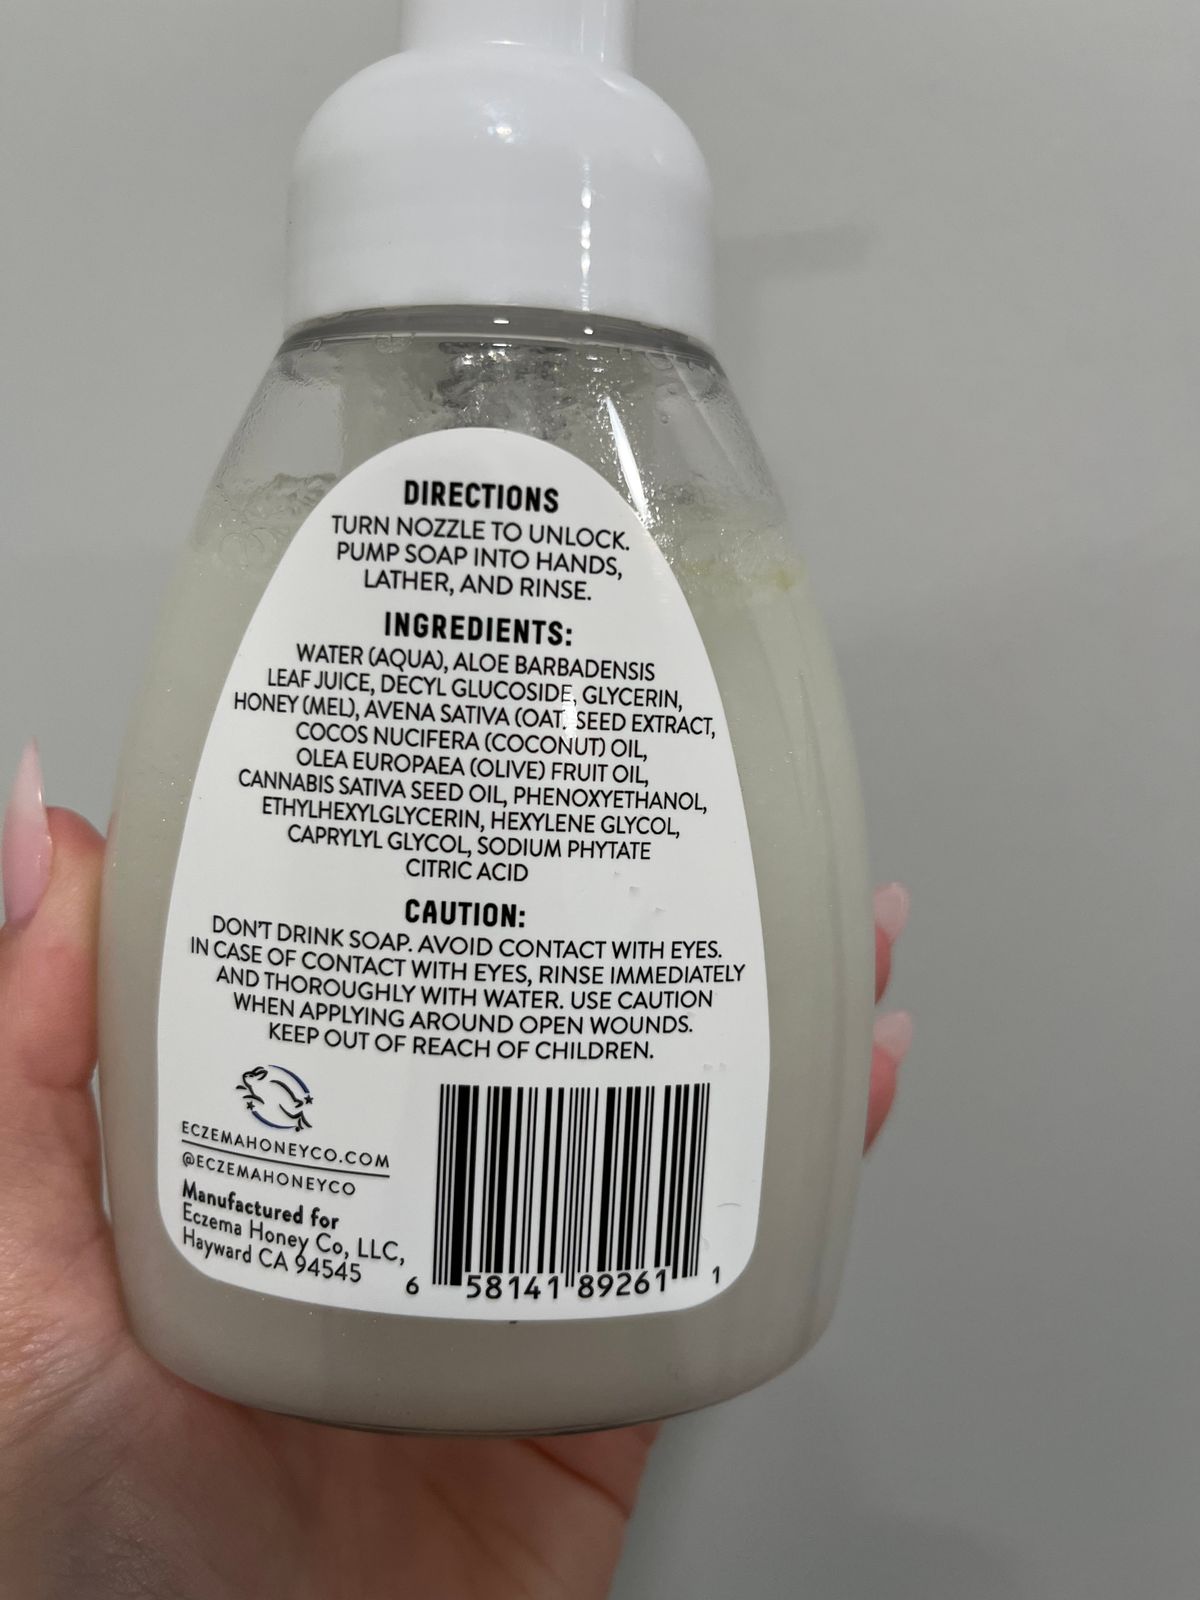 DIRECTIONS
TURN NOZZLE TO UNLOCK.
PUMP SOAP INTO HANDS,
LATHER, AND RINSE.
INGREDIENTS:
WATER (AQUA), ALOE BARBADENSIS
LEAF JUICE, DECYL GLUCOSIDE, GLYCERIN,
HONEY (MEL), AVENA SATIVA (OAT) SEED EXTRACT,
COCOS NUCIFERA (COCONUT) OIL,
OLEA EUROPAEA (OLIVE) FRUIT OIL,
CANNABIS SATIVA SEED OIL, PHENOXYETHANOL,
ETHYLHEXYLGLYCERIN, HEXYLENE GLYCOL,
CAPRYLYL GLYCOL, SODIUM PHYTATE
CITRIC ACID
CAUTION:
DON'T DRINK SOAP. AVOID CONTACT WITH EYES.
IN CASE OF CONTACT WITH EYES, RINSE IMMEDIATELY
AND THOROUGHLY WITH WATER. USE CAUTION
WHEN APPLYING AROUND OPEN WOUNDS.
KEEP OUT OF REACH OF CHILDREN.
ECZEMAHONEYCO.COM
@ECZEMAHONEYCO
Manufactured for
Eczema Honey Co, LLC,
Hayward CA 94545
6 58141 89261 1